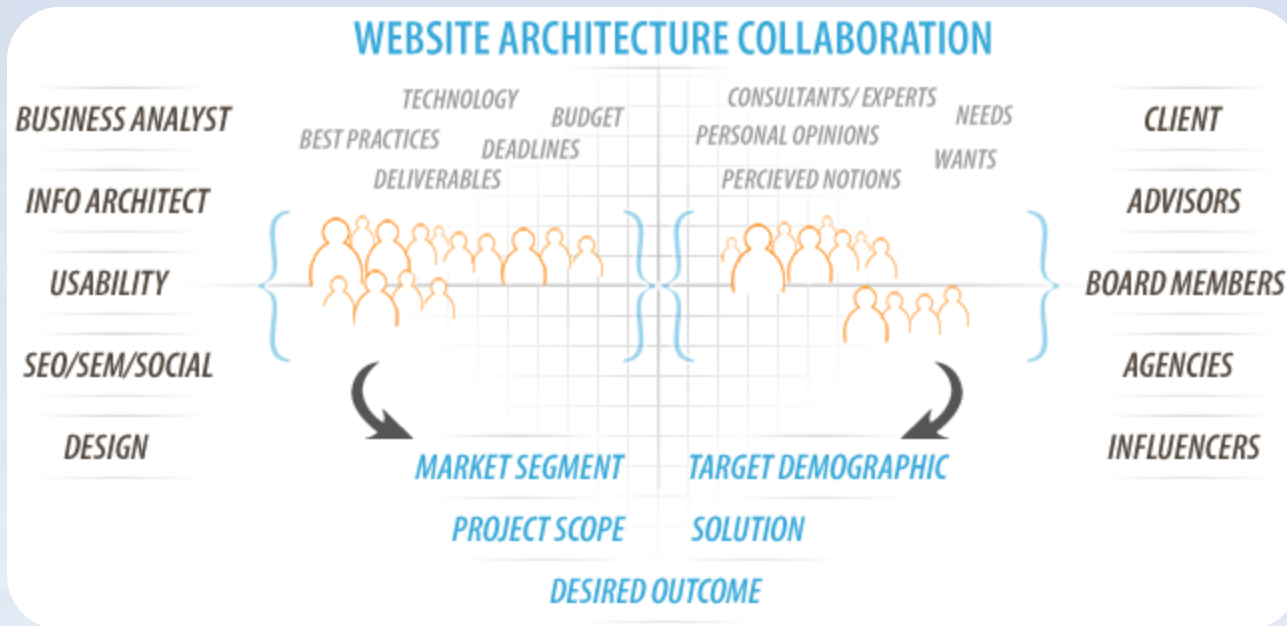 WEBSITE ARCHITECTURE COLLABORATION
BUSINESS ANALYST
INFO ARCHITECT
USABILITY
SEO/SEM/SOCIAL
DESIGN
TECHNOLOGY
BUDGET
BEST PRACTICES
DEADLINES
DELIVERABLES
CONSULTANTS/ EXPERTS
NEEDS
PERSONAL OPINIONS
WANTS
PERCIEVED NOTIONS
CLIENT
ADVISORS
BOARD MEMBERS
AGENCIES
INFLUENCERS
MARKET SEGMENT
TARGET DEMOGRAPHIC
PROJECT SCOPE
SOLUTION
DESIRED OUTCOME